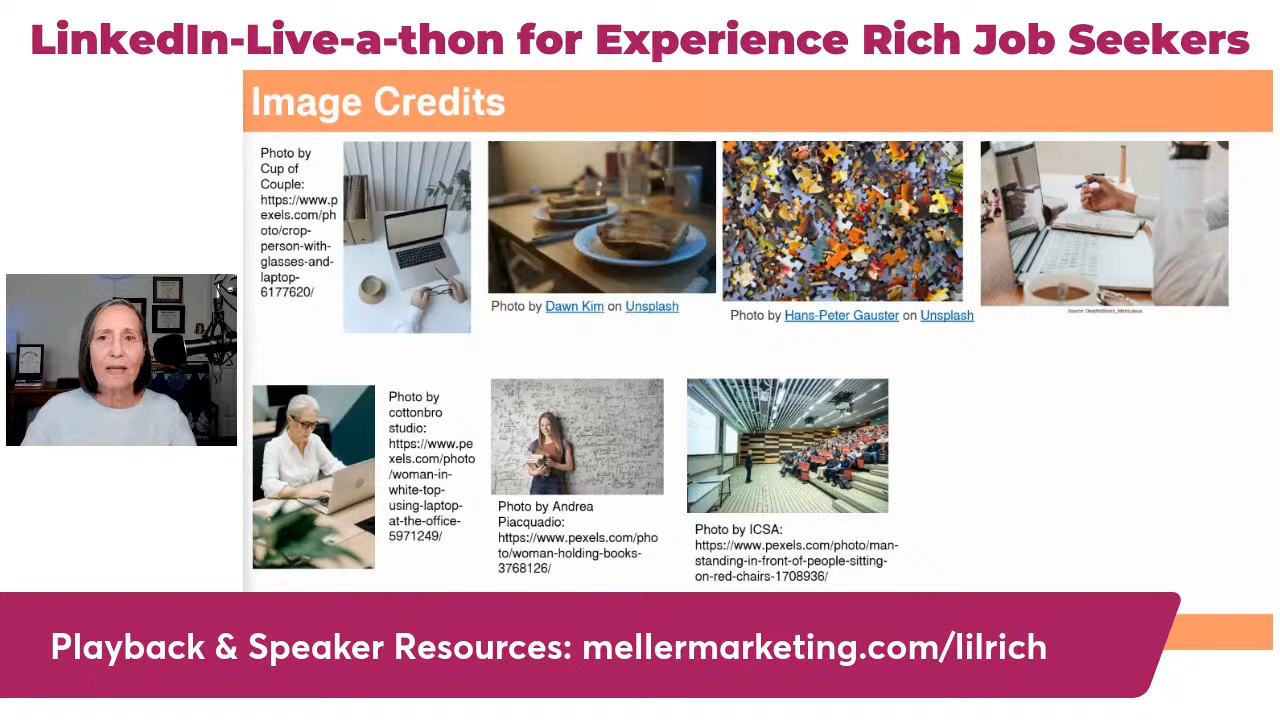 LinkedIn-Live-a-thon for Experience Rich Job Seekers
Image Credits
Photo by
Cup of
Couple:
https://www.p
exels.com/ph
oto/crop-
person-with-
glasses-and-
laptop-
6177620/
Photo by Dawn Kim on Unsplash
Photo by Hans-Peter Gauster on Unsplash
Photo by
cottonbro
studio:
https://www.pe
xels.com/photo
/woman-in-
white-top-
using-laptop-
at-the-office-
5971249/
Photo by Andrea
Piacquadio:
https://www.pexels.com/pho
to/woman-holding-books-
3768126/
Photo by ICSA:
https://www.pexels.com/photo/man-
standing-in-front-of-people-sitting-
on-red-chairs-1708936/
Playback & Speaker Resources: mellermarketing.com/lilrich